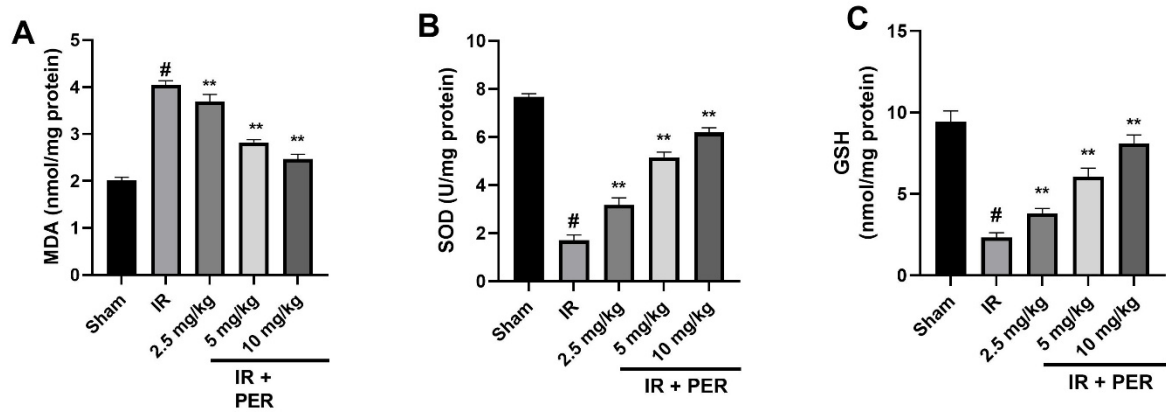 A
MDA (nmol/mg protein)
5
4
3
2
1
0
#
**
**
**
Sham
IR
2.5 mg/kg
5 mg/kg
10 mg/kg
IR +
PER
B
SOD (U/mg protein)
10
8
6
4
2
0
#
**
**
**
Sham
IR
2.5 mg/kg
5 mg/kg
10 mg/kg
IR + PER
C
GSH
(nmol/mg protein)
15
10
5
0
#
**
**
**
Sham
IR
2.5 mg/kg
5 mg/kg
10 mg/kg
IR + PER